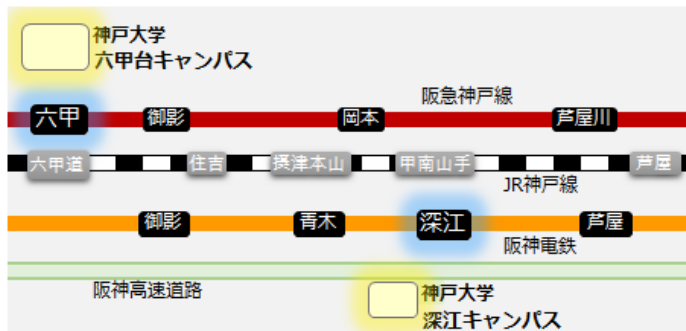 神戸大学
六甲台キャンパス
阪急神戸線
六甲 御影 岡本 芦屋川
六甲道 住吉 摂津本山 甲南山手 芦屋
JR神戸線
御影 青木 深江 芦屋
阪神電鉄
阪神高速道路
神戸大学
深江キャンパス